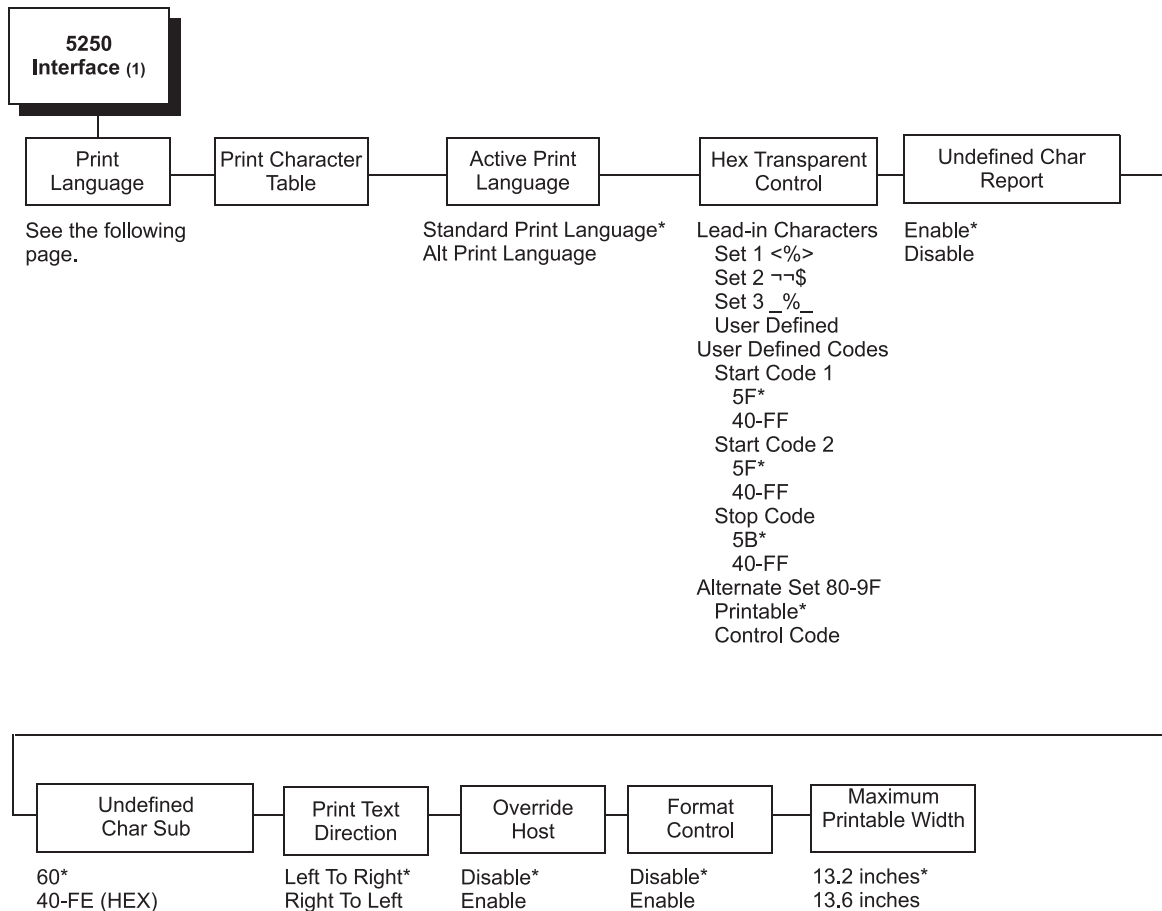 5250
Interface (1)
Print
Language
Print Character
Table
Active Print
Language
Hex Transparent
Control
Undefined Char
Report
See the following
page.
Standard Print Language*
Alt Print Language
Lead-in Characters
Set 1 <%>
Set 2 ¬¬$
Set 3 _%_
User Defined
User Defined Codes
Start Code 1
5F*
40-FF
Start Code 2
5F*
40-FF
Stop Code
5B*
40-FF
Alternate Set 80-9F
Printable*
Control Code
Enable*
Disable
Undefined
Char Sub
Print Text
Direction
Override
Host
Format
Control
Maximum
Printable Width
60*
40-FE (HEX)
Left To Right*
Right To Left
Disable*
Enable
Disable*
Enable
13.2 inches*
13.6 inches